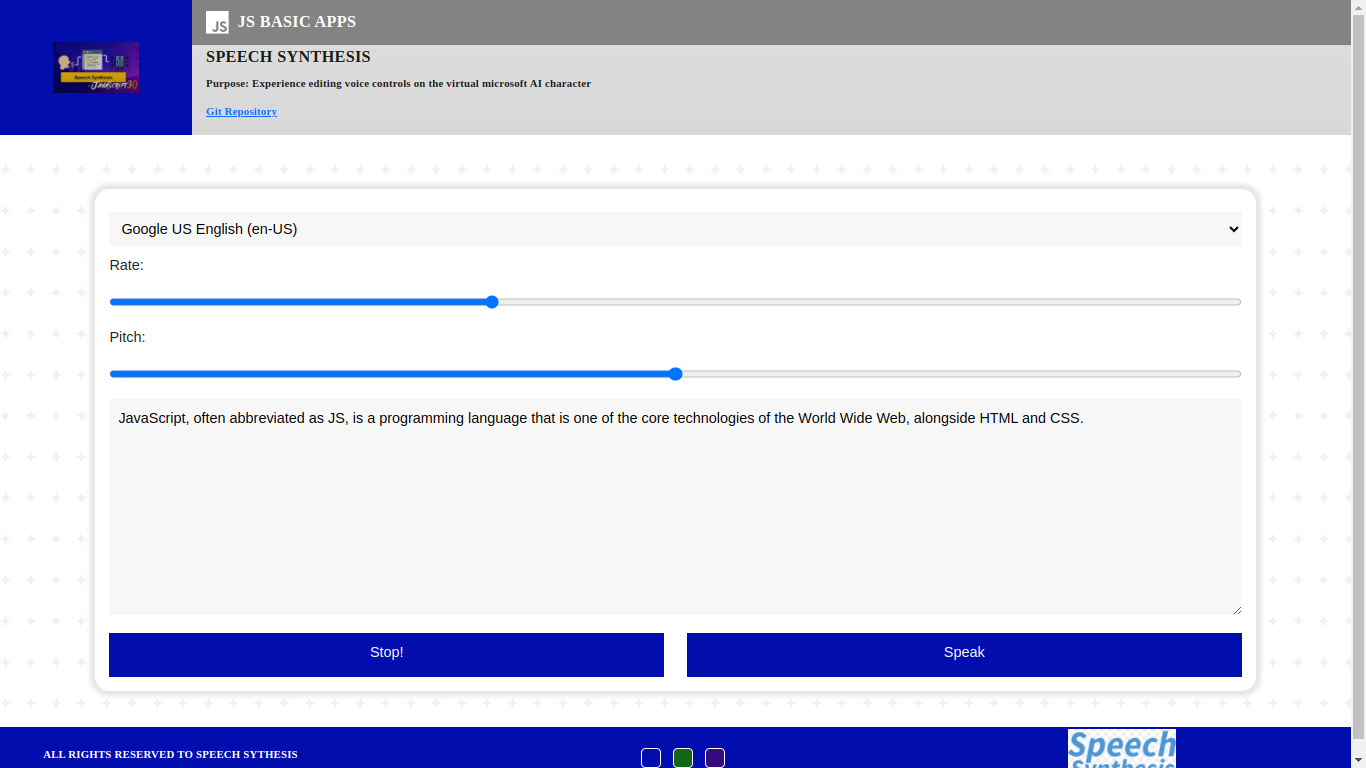 JS JS BASIC APPS
SPEECH SYNTHESIS
Purpose: Experience editing voice controls on the virtual microsoft AI character
Git Repository
Speech Synthesis
JAVASCRIPT30
Google US English (en-US)
Rate:
Pitch:
JavaScript, often abbreviated as JS, is a programming language that is one of the core technologies of the World Wide Web, alongside HTML and CSS.
Stop! Speak
ALL RIGHTS RESERVED TO SPEECH SYTHESIS
Speech
Synthesis